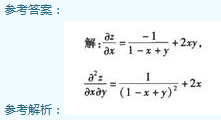 参考答案：
解:∂z/∂x = -1/(1-x+y) + 2xy,
∂²z/∂x∂y = 1/(1-x+y)² + 2x
参考解析：